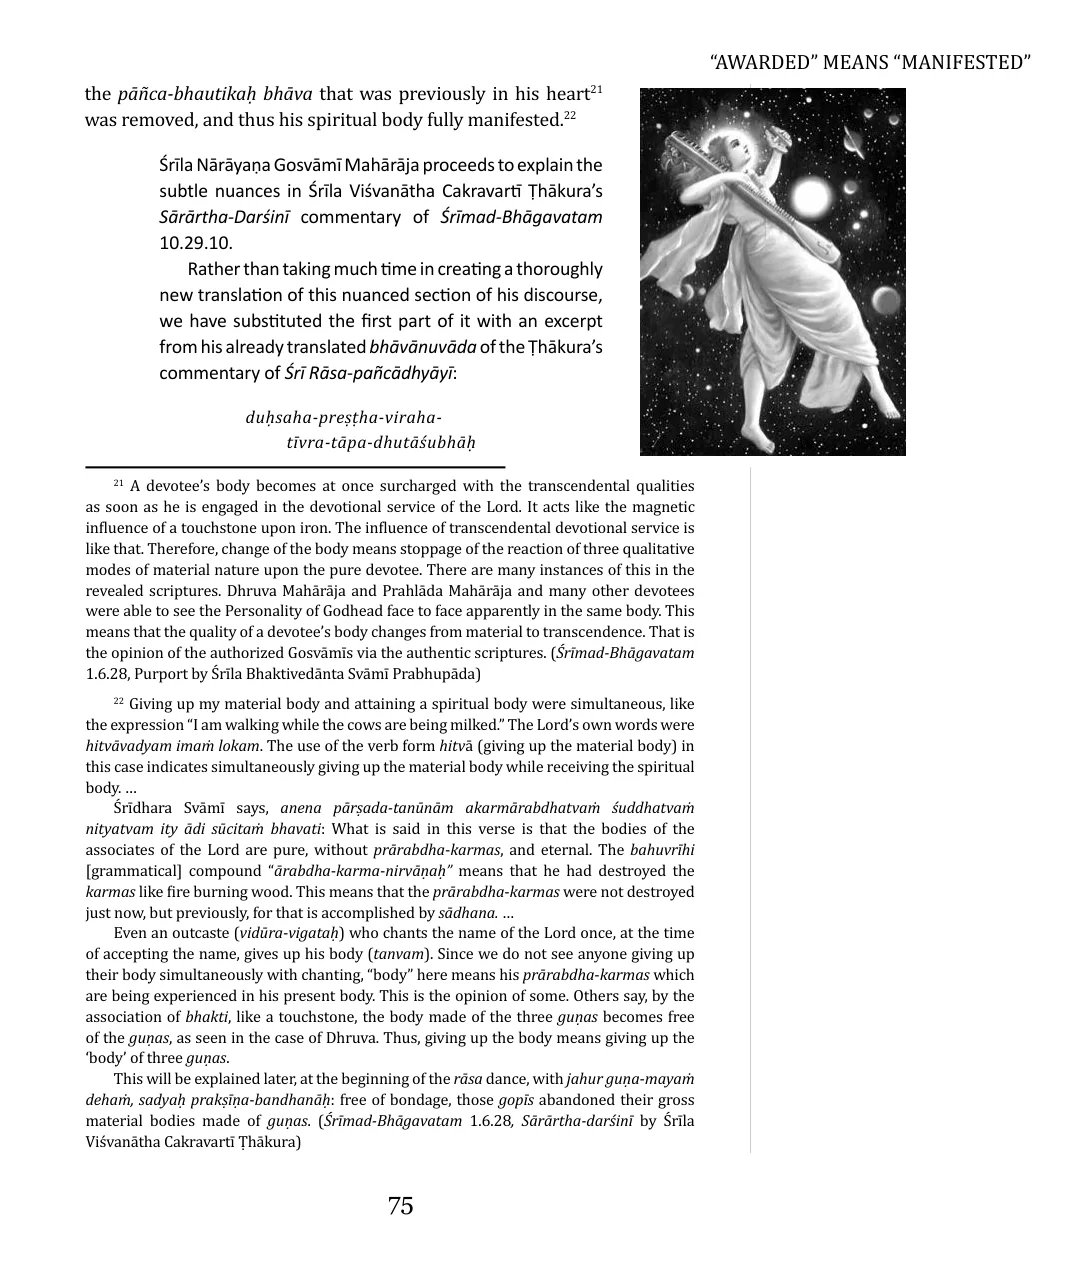 “AWARDED” MEANS “MANIFESTED”
the pāñca-bhautikaḥ bhāva that was previously in his heart²¹
was removed, and thus his spiritual body fully manifested.²²
Śrīla Nārāyaṇa Gosvāmī Mahārāja proceeds to explain the
subtle nuances in Śrīla Viśvanātha Cakravartī Ṭhākura’s
Sārārtha-Darśinī commentary of Śrīmad-Bhāgavatam
10.29.10.
Rather than taking much time in creating a thoroughly
new translation of this nuanced section of his discourse,
we have substituted the first part of it with an excerpt
from his already translated bhāvānuvāda of the Ṭhākura’s
commentary of Śrī Rāsa-pañcādhyāyī:
duḥsaha-preṣṭha-viraha-
tīvra-tāpa-dhutāśubhāḥ
²¹ A devotee’s body becomes at once surcharged with the transcendental qualities
as soon as he is engaged in the devotional service of the Lord. It acts like the magnetic
influence of a touchstone upon iron. The influence of transcendental devotional service is
like that. Therefore, change of the body means stoppage of the reaction of three qualitative
modes of material nature upon the pure devotee. There are many instances of this in the
revealed scriptures. Dhruva Mahārāja and Prahlāda Mahārāja and many other devotees
were able to see the Personality of Godhead face to face apparently in the same body. This
means that the quality of a devotee’s body changes from material to transcendence. That is
the opinion of the authorized Gosvāmīs via the authentic scriptures. (Śrīmad-Bhāgavatam
1.6.28, Purport by Śrīla Bhaktivedānta Svāmī Prabhupāda)
²² Giving up my material body and attaining a spiritual body were simultaneous, like
the expression “I am walking while the cows are being milked.” The Lord’s own words were
hitvāvadyam imaṁ lokam. The use of the verb form hitvā (giving up the material body) in
this case indicates simultaneously giving up the material body while receiving the spiritual
body. ...
Śrīdhara Svāmī says, anena pārṣada-tanūnām akarmārabdhatvaṁ śuddhatvaṁ
nityatvam ity ādi sūcitaṁ bhavati: What is said in this verse is that the bodies of the
associates of the Lord are pure, without prārabdha-karmas, and eternal. The bahuvrīhi
[grammatical] compound “ārabdha-karma-nirvāṇaḥ” means that he had destroyed the
karmas like fire burning wood. This means that the prārabdha-karmas were not destroyed
just now, but previously, for that is accomplished by sādhana. ...
Even an outcaste (vidūra-vigataḥ) who chants the name of the Lord once, at the time
of accepting the name, gives up his body (tanvam). Since we do not see anyone giving up
their body simultaneously with chanting, “body” here means his prārabdha-karmas which
are being experienced in his present body. This is the opinion of some. Others say, by the
association of bhakti, like a touchstone, the body made of the three guṇas becomes free
of the guṇas, as seen in the case of Dhruva. Thus, giving up the body means giving up the
‘body’ of three guṇas.
This will be explained later, at the beginning of the rāsa dance, with jahur guṇa-mayaṁ
dehaṁ, sadyaḥ prakṣīṇa-bandhanāḥ: free of bondage, those gopīs abandoned their gross
material bodies made of guṇas. (Śrīmad-Bhāgavatam 1.6.28, Sārārtha-darśinī by Śrīla
Viśvanātha Cakravartī Ṭhākura)
75